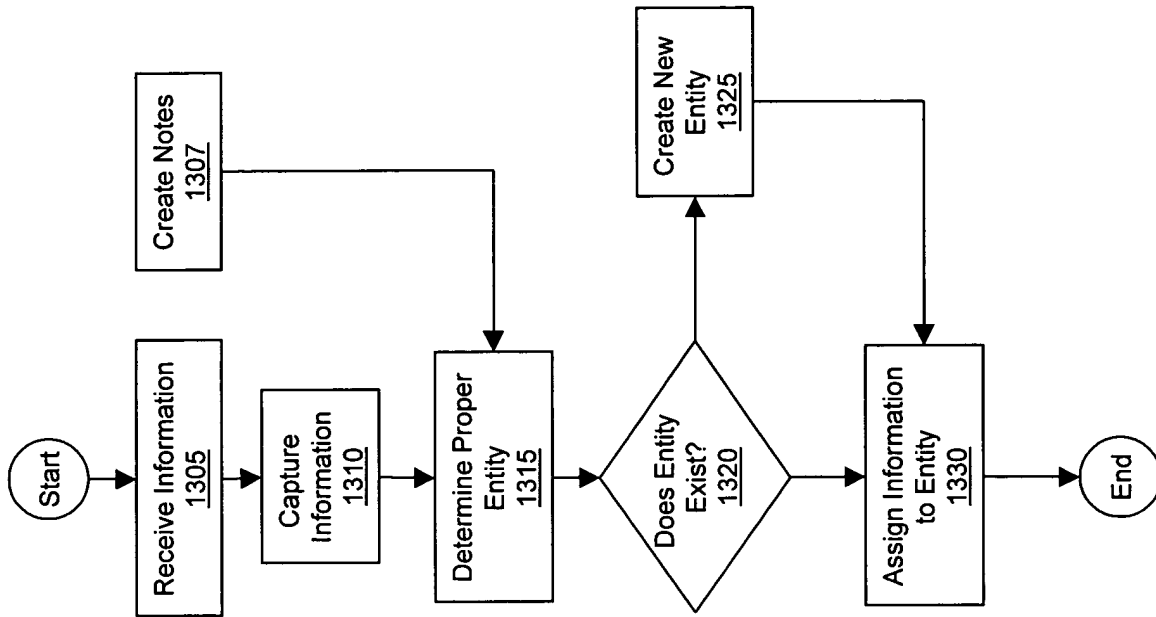 Start
Receive Information
1305
Create Notes
1307
Capture
Information
1310
Determine Proper
Entity
1315
Does Entity
Exist?
1320
Create New
Entity
1325
Assign Information
to Entity
1330
End